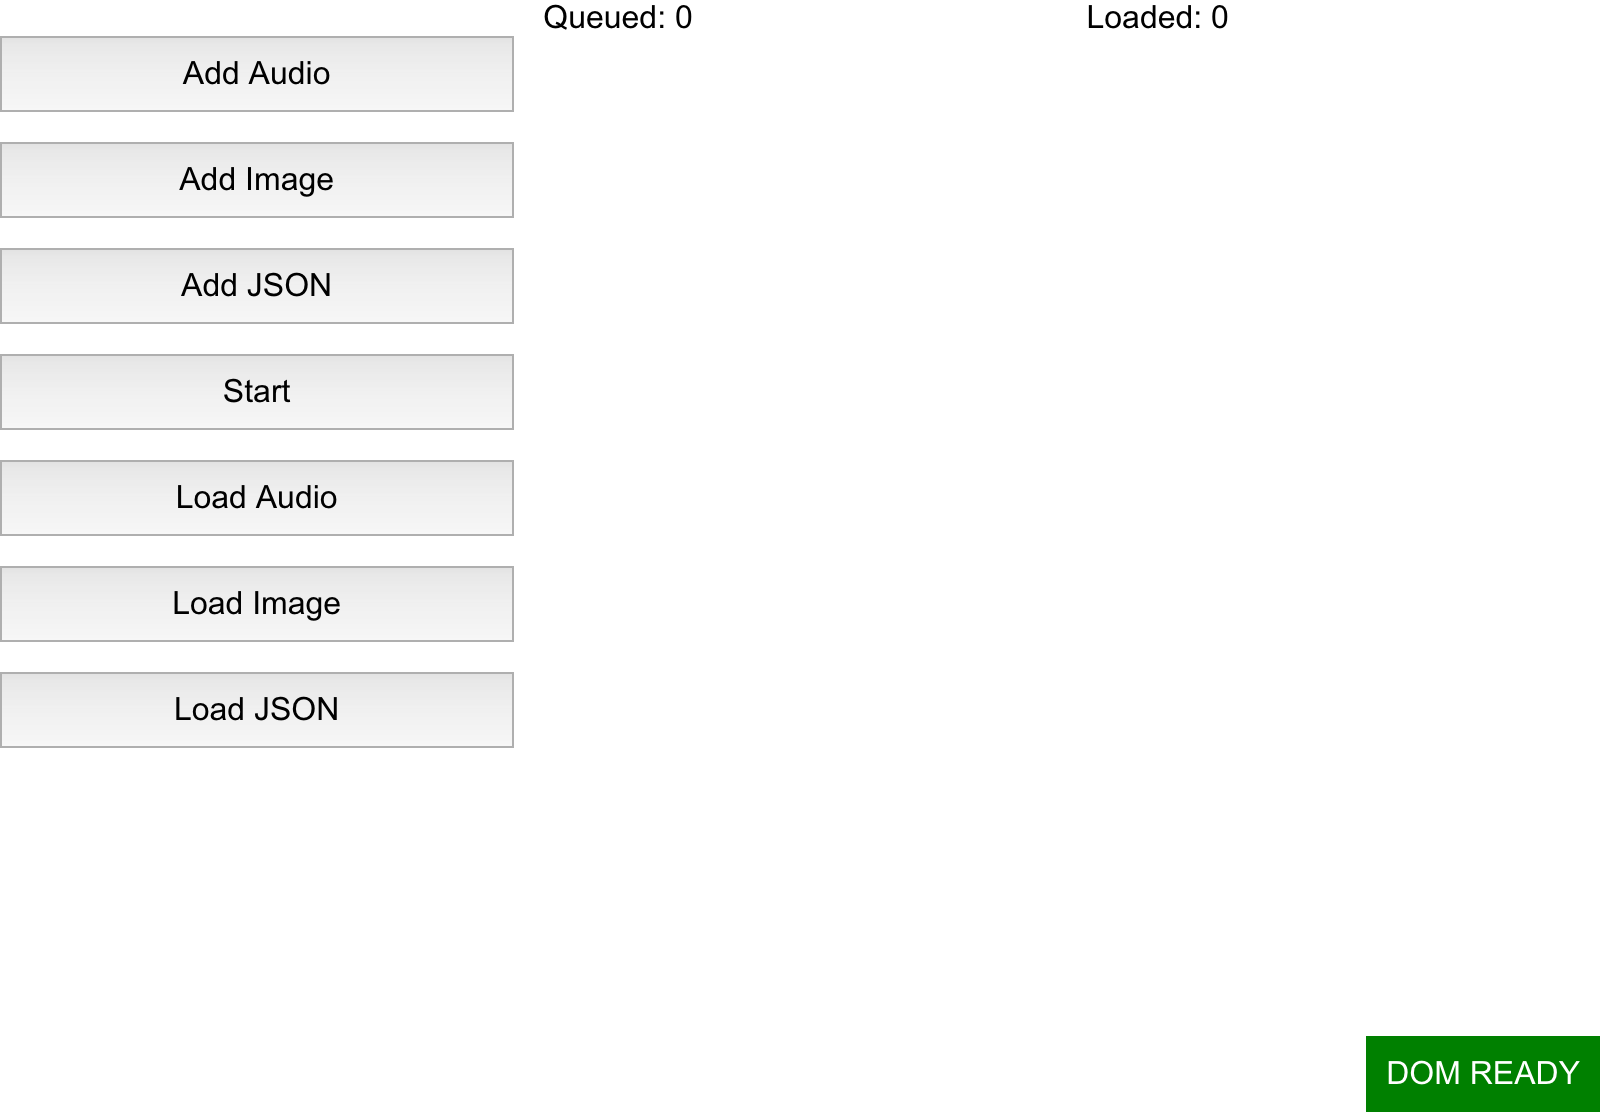 Queued: 0
Loaded: 0
Add Audio
Add Image
Add JSON
Start
Load Audio
Load Image
Load JSON
DOM READY